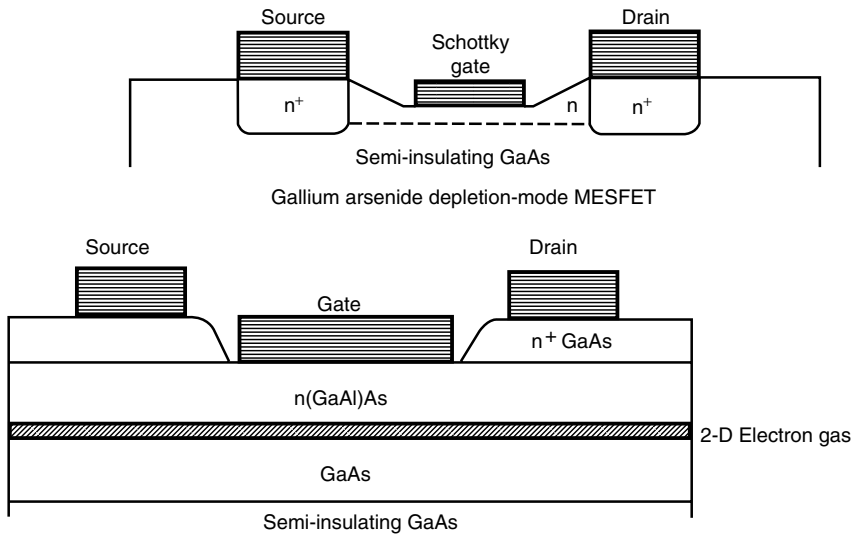 Source
Drain
Schottky
gate
n+
n
n+
Semi-insulating GaAs
Gallium arsenide depletion-mode MESFET
Source
Drain
Gate
n+ GaAs
n(GaAl)As
2-D Electron gas
GaAs
Semi-insulating GaAs